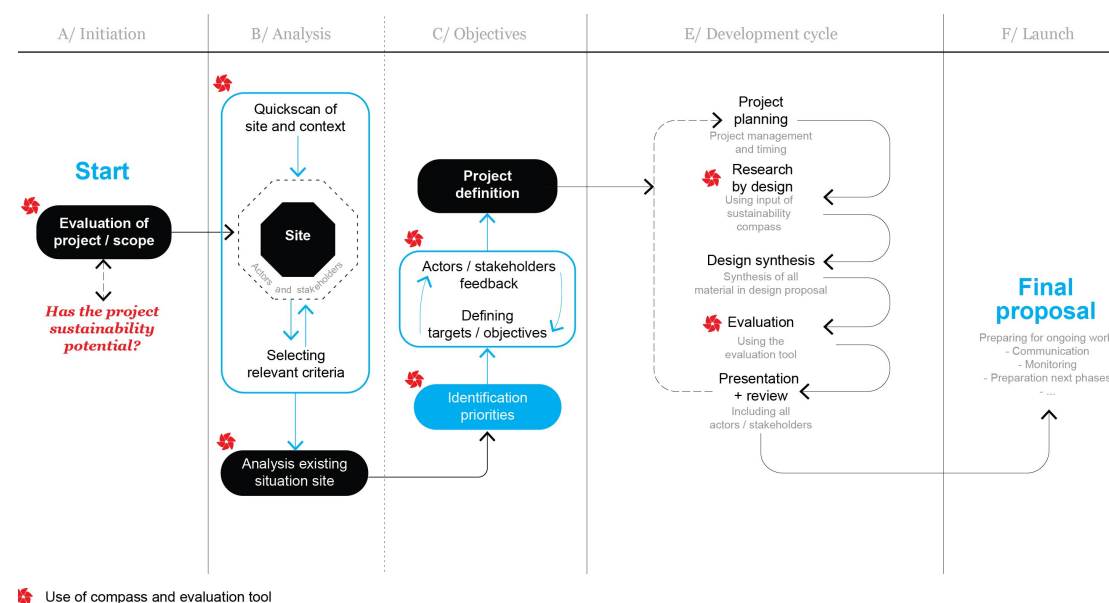 A/ Initiation
B/ Analysis
C/ Objectives
E/ Development cycle
F/ Launch
Start
Evaluation of
project / scope
Has the project
sustainability
potential?
Quickscan of
site and context
Site
Actors and stakeholders
Selecting
relevant criteria
Analysis existing
situation site
Project
definition
Actors / stakeholders
feedback
Defining
targets / objectives
Identification
priorities
Project
planning
Project management
and timing
Research
by design
Using input of
sustainability
compass
Design synthesis
Synthesis of all
material in design proposal
Evaluation
Using the
evaluation tool
Presentation
+ review
Including all
actors / stakeholders
Final
proposal
Preparing for ongoing work
- Communication
- Monitoring
- Preparation next phases
- ...
Use of compass and evaluation tool